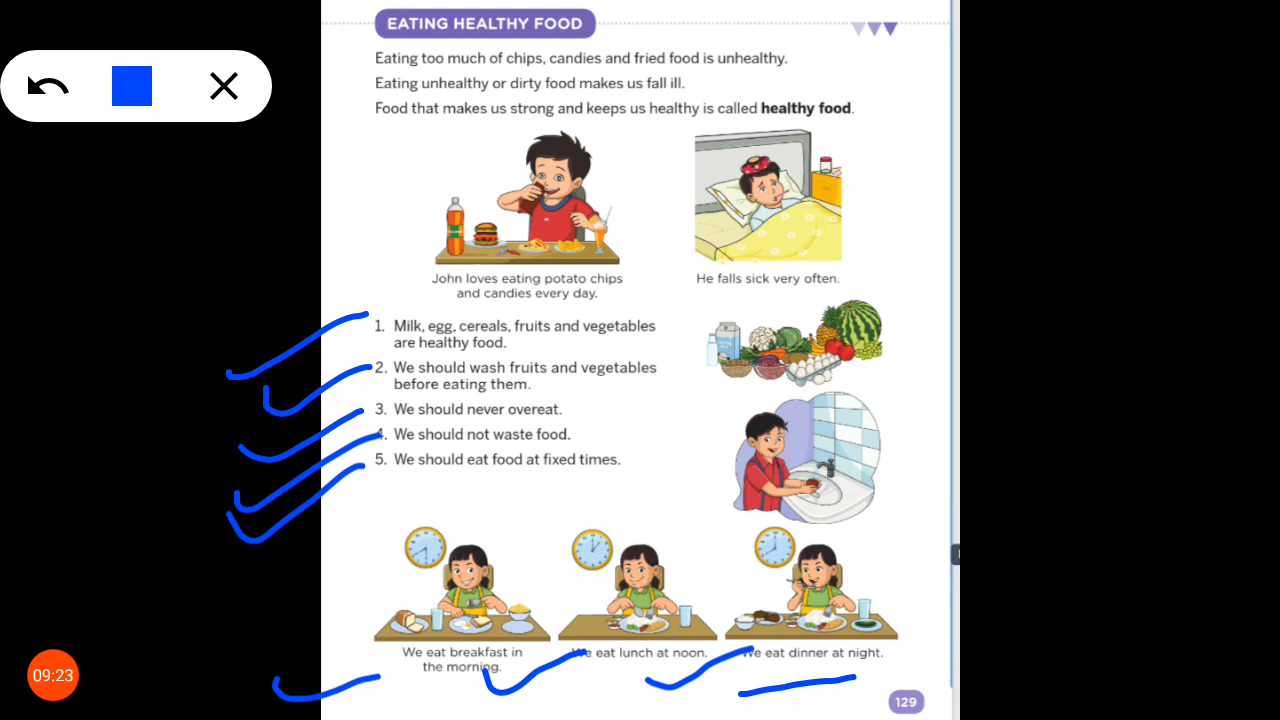 EATING HEALTHY FOOD
Eating too much of chips, candies and fried food is unhealthy.
Eating unhealthy or dirty food makes us fall ill.
Food that makes us strong and keeps us healthy is called healthy food.
John loves eating potato chips
and candies every day.
He falls sick very often.
1. Milk, egg, cereals, fruits and vegetables
are healthy food.
2. We should wash fruits and vegetables
before eating them.
3. We should never overeat.
4. We should not waste food.
5. We should eat food at fixed times.
We eat breakfast in
the morning.
We eat lunch at noon.
We eat dinner at night.
09:23
129